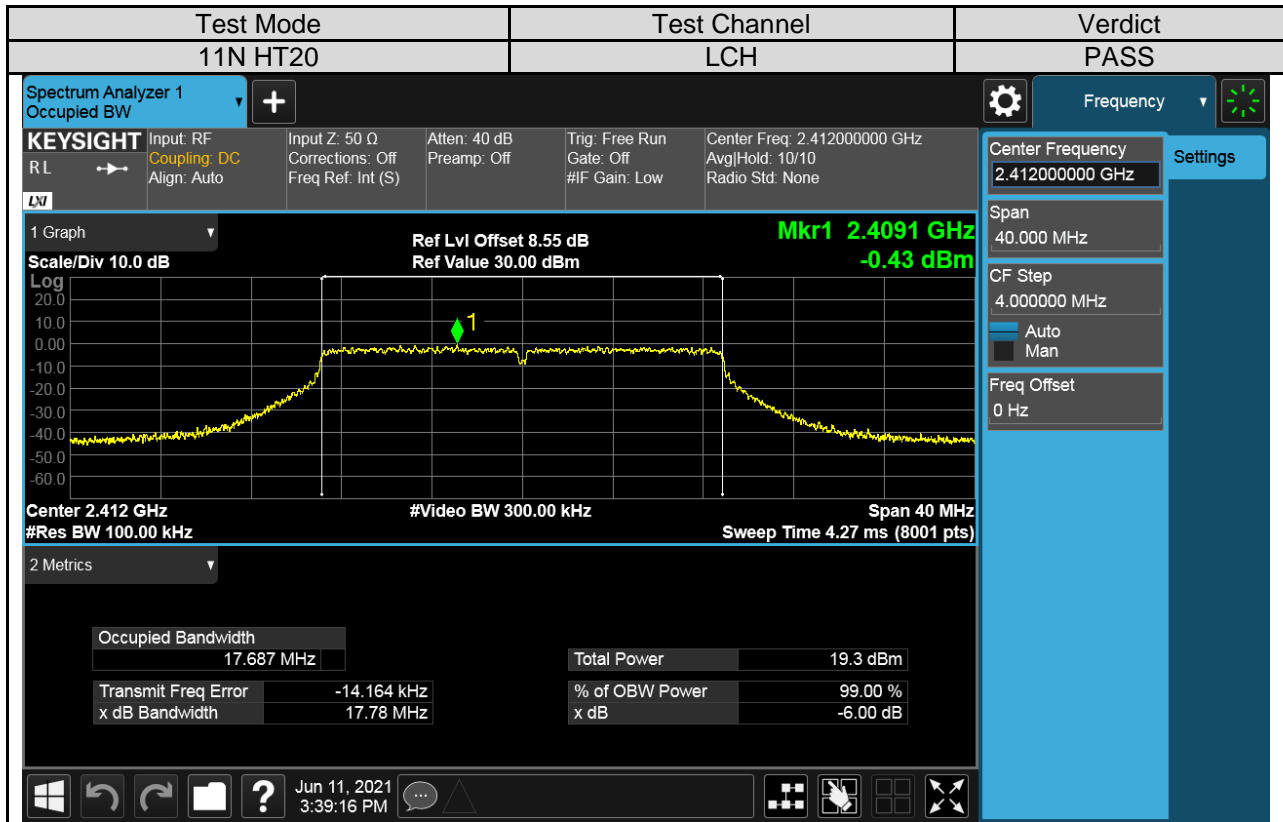 Test Mode Test Channel Verdict
11N HT20 LCH PASS
Spectrum Analyzer 1
Occupied BW
Frequency
KEYSIGHT Input: RF Input Z: 50 Ω Atten: 40 dB Trig: Free Run Center Freq: 2.412000000 GHz
RL Coupling: DC Corrections: Off Preamp: Off Gate: Off Avg|Hold: 10/10
Align: Auto Freq Ref: Int (S) #IF Gain: Low Radio Std: None
LXI
Center Frequency
2.412000000 GHz
Settings
Span
40.000 MHz
CF Step
4.000000 MHz
Auto
Man
Freq Offset
0 Hz
1 Graph
Ref Lvl Offset 8.55 dB
Mkr1 2.4091 GHz
Scale/Div 10.0 dB
Ref Value 30.00 dBm
-0.43 dBm
Log
20.0
10.0
1
0.00
-10.0
-20.0
-30.0
-40.0
-50.0
-60.0
Center 2.412 GHz #Video BW 300.00 kHz Span 40 MHz
#Res BW 100.00 kHz Sweep Time 4.27 ms (8001 pts)
2 Metrics
Occupied Bandwidth
17.687 MHz Total Power 19.3 dBm
Transmit Freq Error -14.164 kHz % of OBW Power 99.00 %
x dB Bandwidth 17.78 MHz x dB -6.00 dB
?
Jun 11, 2021
3:39:16 PM